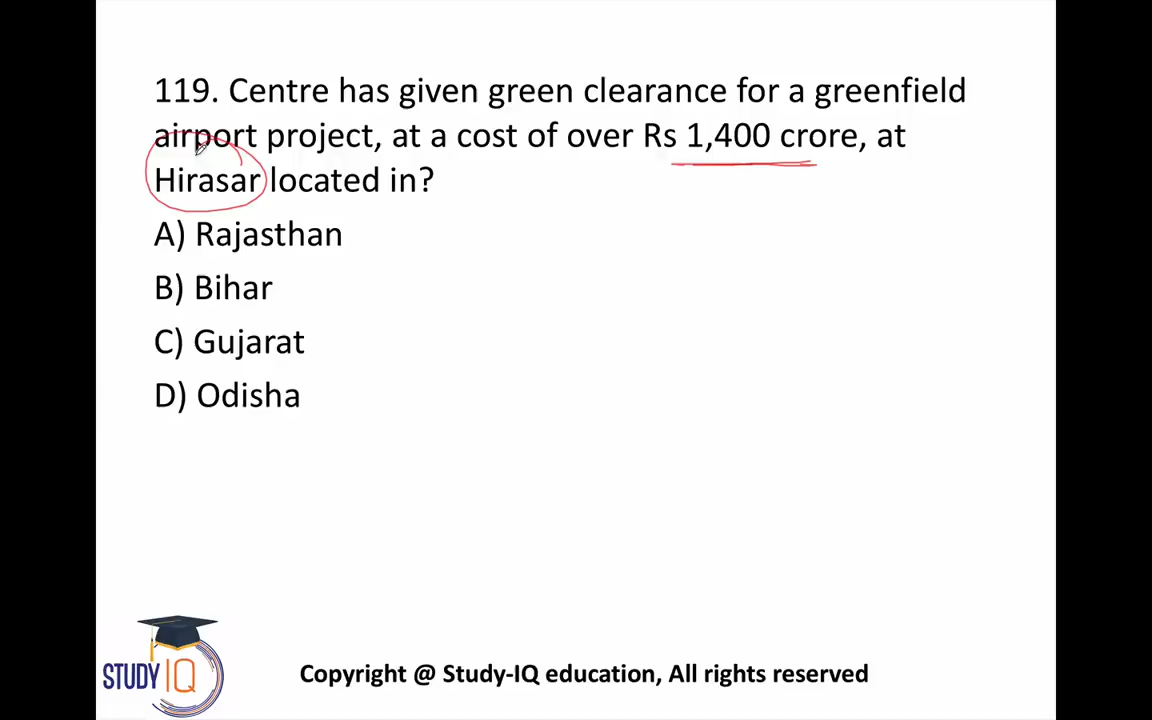 119. Centre has given green clearance for a greenfield
airport project, at a cost of over Rs 1,400 crore, at
Hirasar located in?
A) Rajasthan
B) Bihar
C) Gujarat
D) Odisha
STUDY IQ
Copyright @ Study-IQ education, All rights reserved